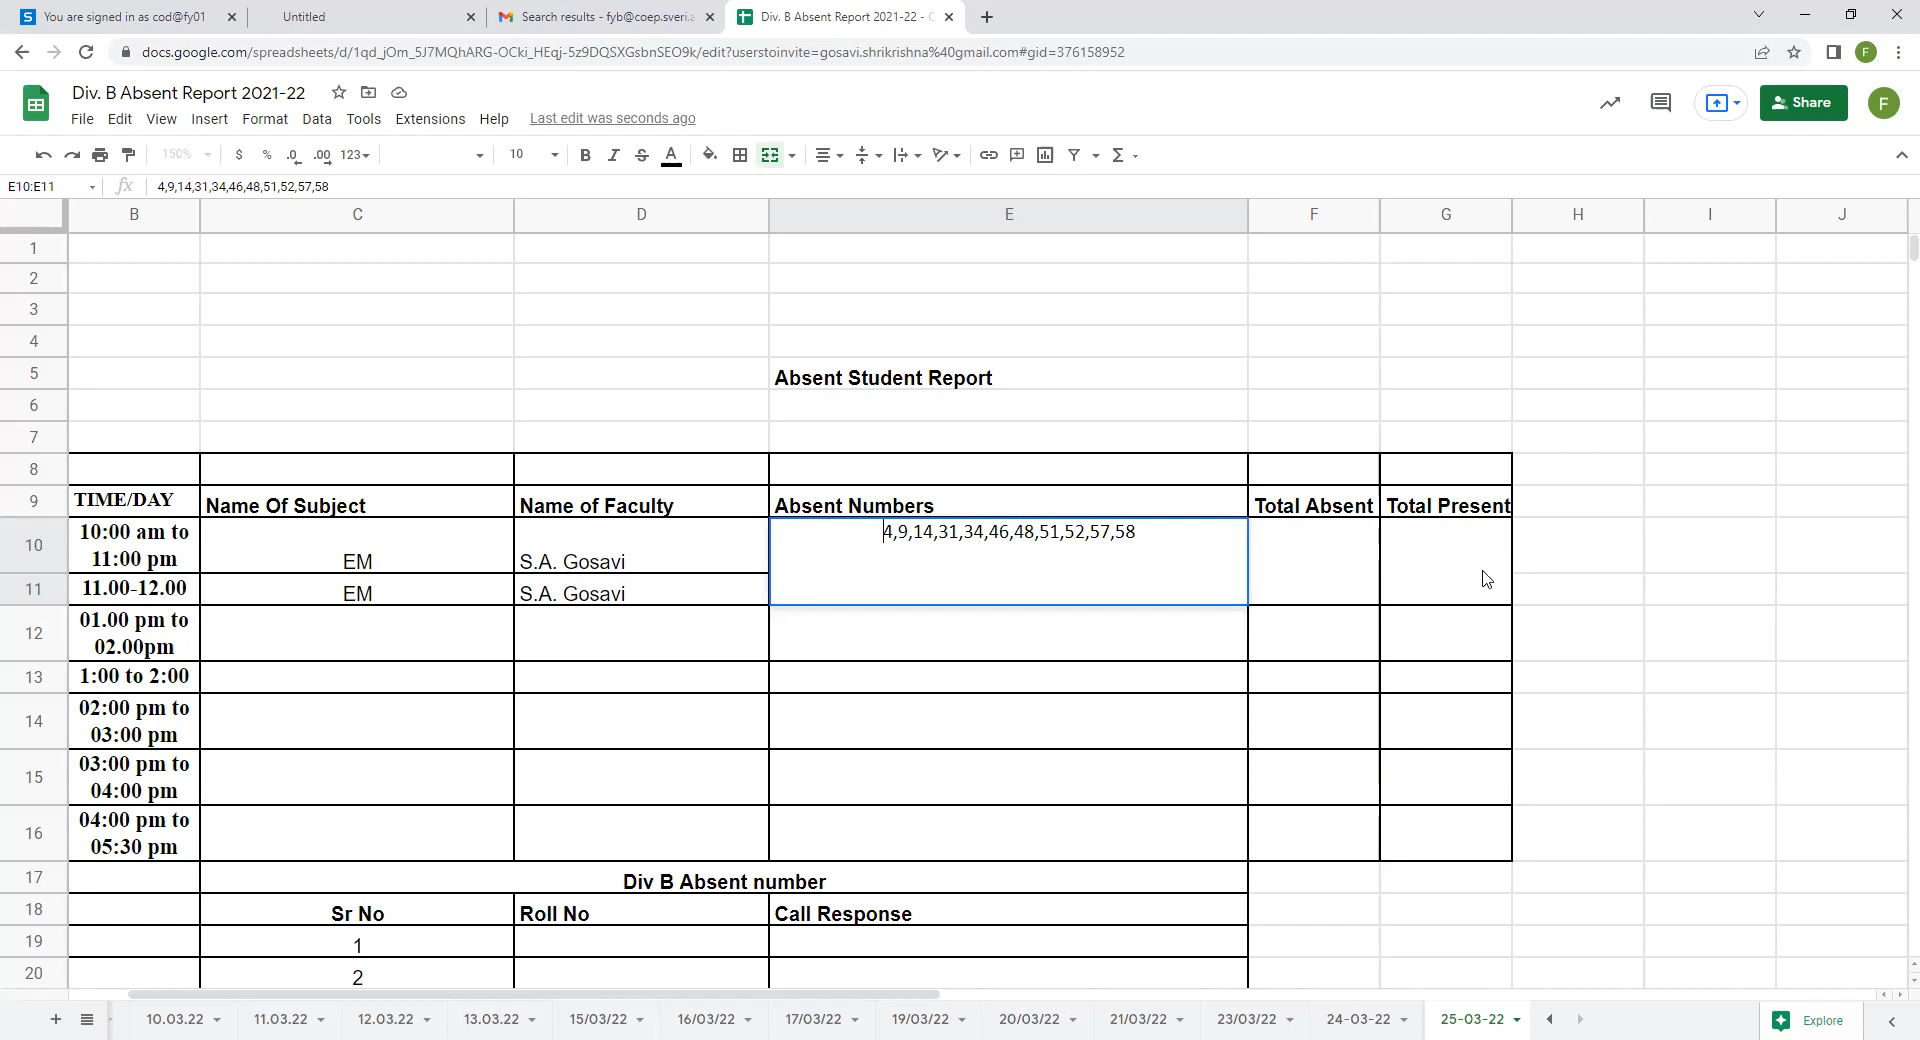 You are signed in as cod@fy01
Untitled
Search results - fyb@coep.sveri.a
Div. B Absent Report 2021-22 -
docs.google.com/spreadsheets/d/1qd_jOm_5J7MQhARG-OCki_HEqj-5z9DQSXGsbnSEO9k/edit?userstoinvite=gosavi.shrikrishna%40gmail.com#gid=376158952
F
Div. B Absent Report 2021-22
File Edit View Insert Format Data Tools Extensions Help Last edit was seconds ago
Share
F
150% $ % .0 .00 123 10 B I S A Σ
E10:E11 fx 4,9,14,31,34,46,48,51,52,57,58
B C D E F G H I J
1
2
3
4
5 Absent Student Report
6
7
8
9 TIME/DAY Name Of Subject Name of Faculty Absent Numbers Total Absent Total Present
10 10:00 am to 11:00 pm EM S.A. Gosavi 4,9,14,31,34,46,48,51,52,57,58
11 11.00-12.00 EM S.A. Gosavi
12 01.00 pm to 02.00pm
13 1:00 to 2:00
14 02:00 pm to 03:00 pm
15 03:00 pm to 04:00 pm
16 04:00 pm to 05:30 pm
17 Div B Absent number
18 Sr No Roll No Call Response
19 1
20 2
10.03.22 11.03.22 12.03.22 13.03.22 15/03/22 16/03/22 17/03/22 19/03/22 20/03/22 21/03/22 23/03/22 24-03-22 25-03-22 Explore